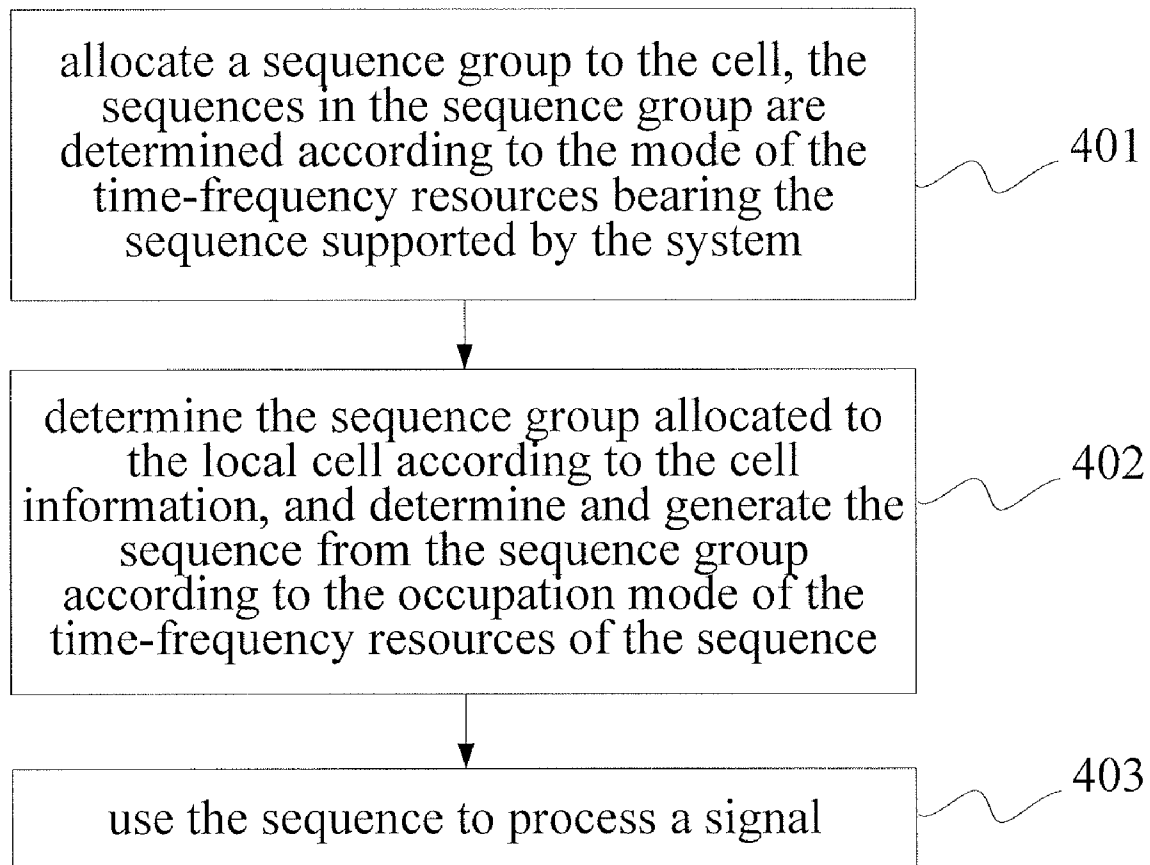 allocate a sequence group to the cell, the
sequences in the sequence group are
determined according to the mode of the
time-frequency resources bearing the
sequence supported by the system
401
determine the sequence group allocated to
the local cell according to the cell
information, and determine and generate the
sequence from the sequence group
according to the occupation mode of the
time-frequency resources of the sequence
402
use the sequence to process a signal
403